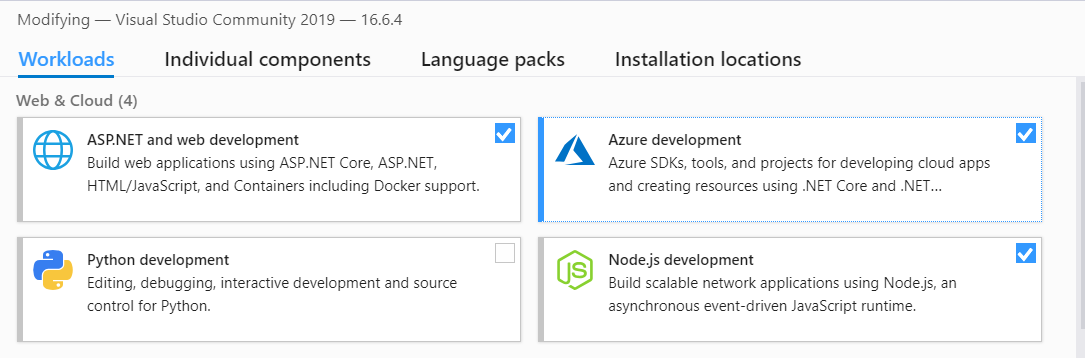 Modifying — Visual Studio Community 2019 — 16.6.4
Workloads Individual components Language packs Installation locations
Web & Cloud (4)
ASP.NET and web development
Build web applications using ASP.NET Core, ASP.NET,
HTML/JavaScript, and Containers including Docker support.
Azure development
Azure SDKs, tools, and projects for developing cloud apps
and creating resources using .NET Core and .NET...
Python development
Editing, debugging, interactive development and source
control for Python.
JS
Node.js development
Build scalable network applications using Node.js, an
asynchronous event-driven JavaScript runtime.